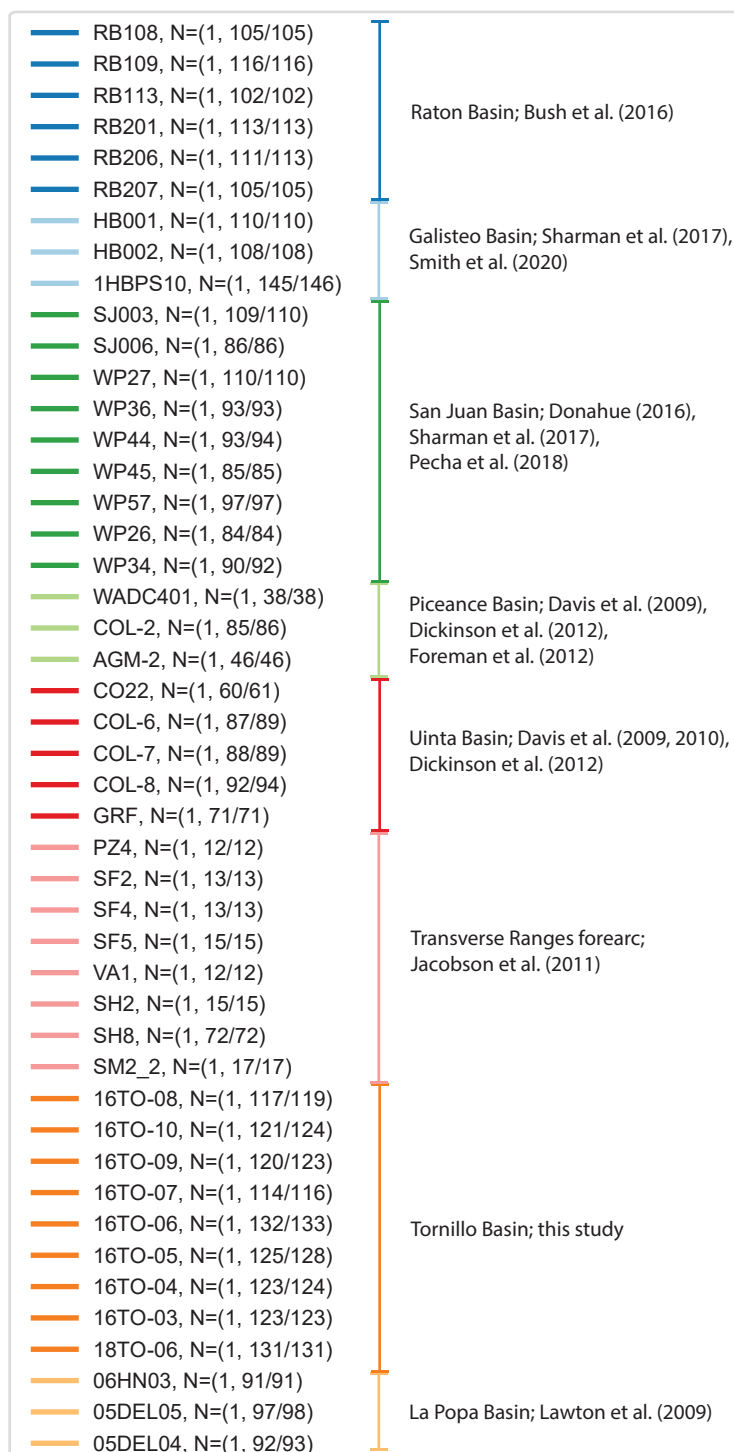 RB108, N=(1, 105/105)
RB109, N=(1, 116/116)
RB113, N=(1, 102/102)
RB201, N=(1, 113/113)
RB206, N=(1, 111/113)
RB207, N=(1, 105/105)
Raton Basin; Bush et al. (2016)
HB001, N=(1, 110/110)
HB002, N=(1, 108/108)
1HBPS10, N=(1, 145/146)
Galisteo Basin; Sharman et al. (2017),
Smith et al. (2020)
SJ003, N=(1, 109/110)
SJ006, N=(1, 86/86)
WP27, N=(1, 110/110)
WP36, N=(1, 93/93)
WP44, N=(1, 93/94)
WP45, N=(1, 85/85)
WP57, N=(1, 97/97)
WP26, N=(1, 84/84)
WP34, N=(1, 90/92)
San Juan Basin; Donahue (2016),
Sharman et al. (2017),
Pecha et al. (2018)
WADC401, N=(1, 38/38)
COL-2, N=(1, 85/86)
AGM-2, N=(1, 46/46)
Piceance Basin; Davis et al. (2009),
Dickinson et al. (2012),
Foreman et al. (2012)
CO22, N=(1, 60/61)
COL-6, N=(1, 87/89)
COL-7, N=(1, 88/89)
COL-8, N=(1, 92/94)
GRF, N=(1, 71/71)
Uinta Basin; Davis et al. (2009, 2010),
Dickinson et al. (2012)
PZ4, N=(1, 12/12)
SF2, N=(1, 13/13)
SF4, N=(1, 13/13)
SF5, N=(1, 15/15)
VA1, N=(1, 12/12)
SH2, N=(1, 15/15)
SH8, N=(1, 72/72)
SM2_2, N=(1, 17/17)
Transverse Ranges forearc;
Jacobson et al. (2011)
16TO-08, N=(1, 117/119)
16TO-10, N=(1, 121/124)
16TO-09, N=(1, 120/123)
16TO-07, N=(1, 114/116)
16TO-06, N=(1, 132/133)
16TO-05, N=(1, 125/128)
16TO-04, N=(1, 123/124)
16TO-03, N=(1, 123/123)
18TO-06, N=(1, 131/131)
Tornillo Basin; this study
06HN03, N=(1, 91/91)
05DEL05, N=(1, 97/98)
05DEL04, N=(1, 92/93)
La Popa Basin; Lawton et al. (2009)